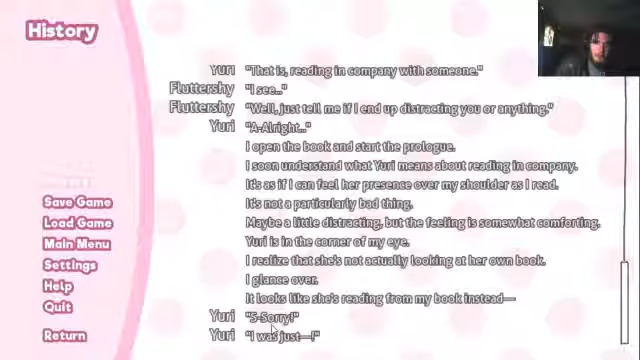 History
Yuri "That is, reading in company with someone."
Fluttershy "I see..."
Fluttershy "Well, just tell me if I end up distracting you or anything."
Yuri "A-Alright..."
I open the book and start the prologue.
I soon understand what Yuri means about reading in company.
It's as if I can feel her presence over my shoulder as I read.
It's not a particularly bad thing.
Maybe a little distracting, but the feeling is somewhat comforting.
Yuri is in the corner of my eye.
I realize that she's not actually looking at her own book.
I glance over.
It looks like she's reading from my book instead—
Yuri "S-Sorry!"
Yuri "I was just—!"
Save Game
Load Game
Main Menu
Settings
Help
Quit
Return